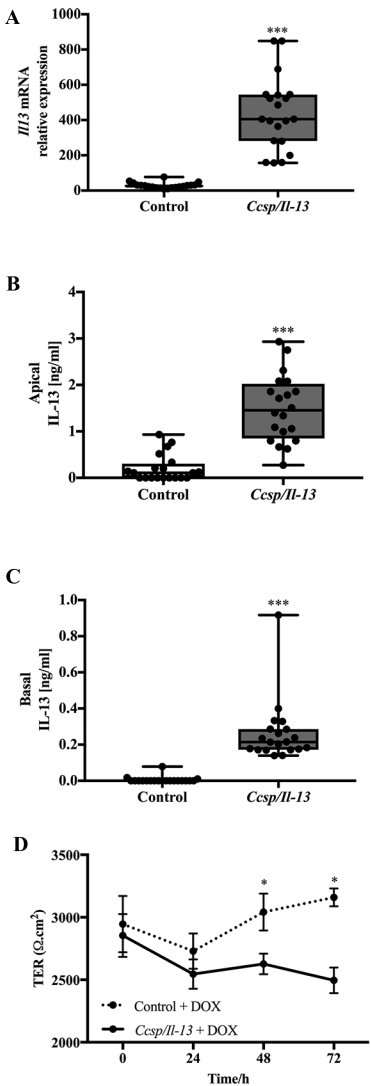 A
Il13 mRNA
relative expression
1000
800
600
400
200
0
***
Control
Ccsp/Il-13
B
Apical
IL-13 [ng/ml]
4
3
2
1
0
***
Control
Ccsp/Il-13
C
Basal
IL-13 [ng/ml]
1.0
0.8
0.6
0.4
0.2
0.0
***
Control
Ccsp/Il-13
D
TER (Ω.cm²)
3500
3000
2500
2000
*
*
Control + DOX
Ccsp/Il-13 + DOX
0
24
48
72
Time/h